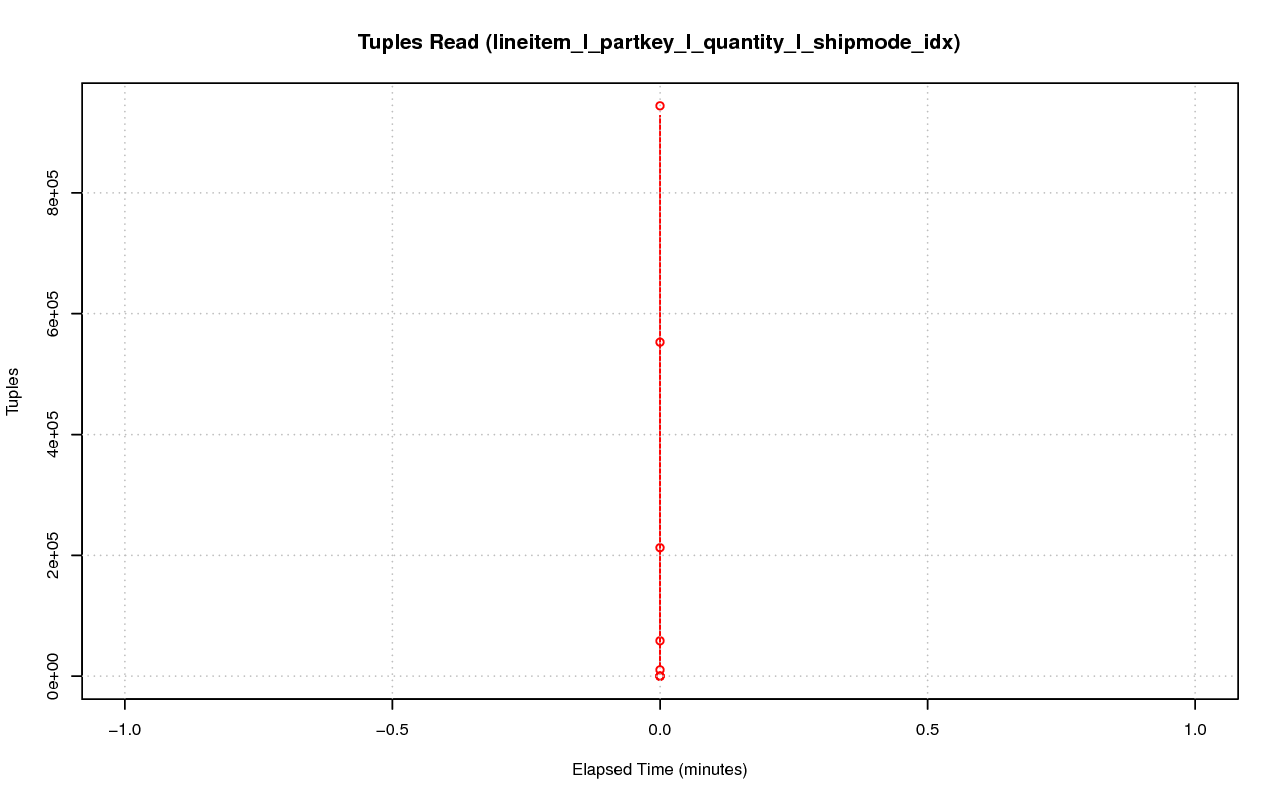 Tuples Read (lineitem_l_partkey_l_quantity_l_shipmode_idx)
Tuples
8e+05
6e+05
4e+05
2e+05
0e+00
−1.0
−0.5
0.0
0.5
1.0
Elapsed Time (minutes)